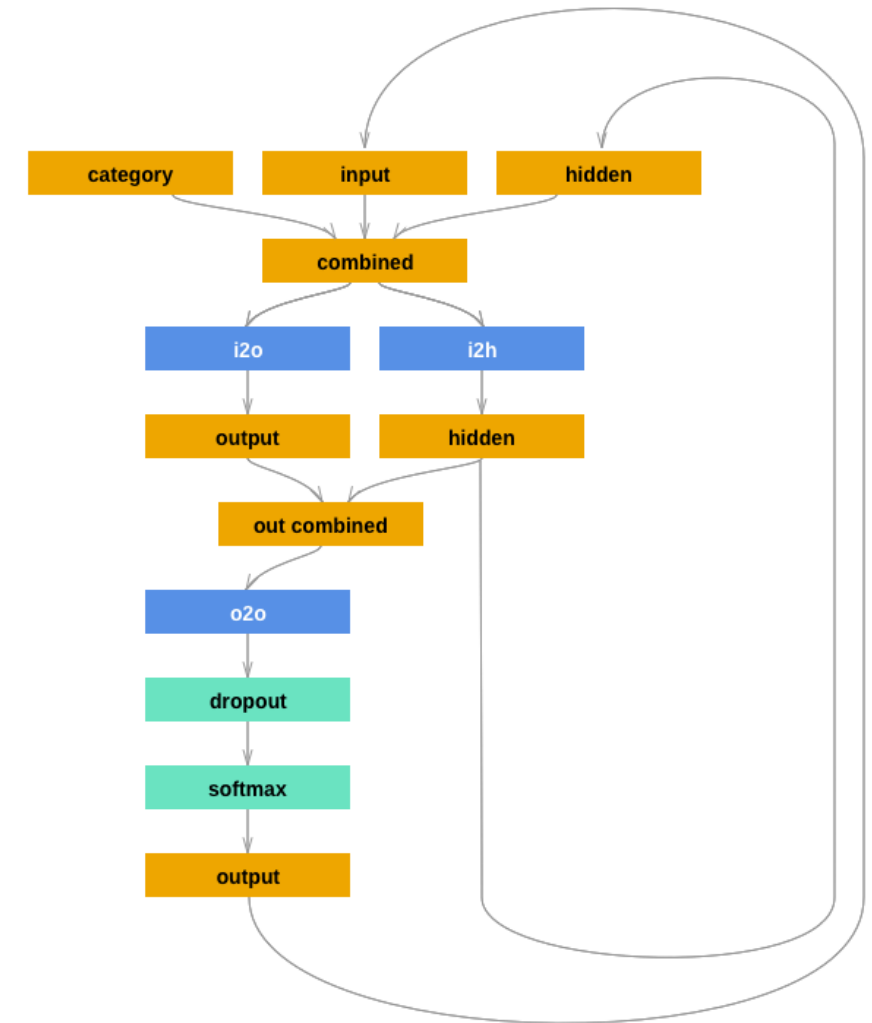 category
input
hidden
combined
i2o
i2h
output
hidden
out combined
o2o
dropout
softmax
output